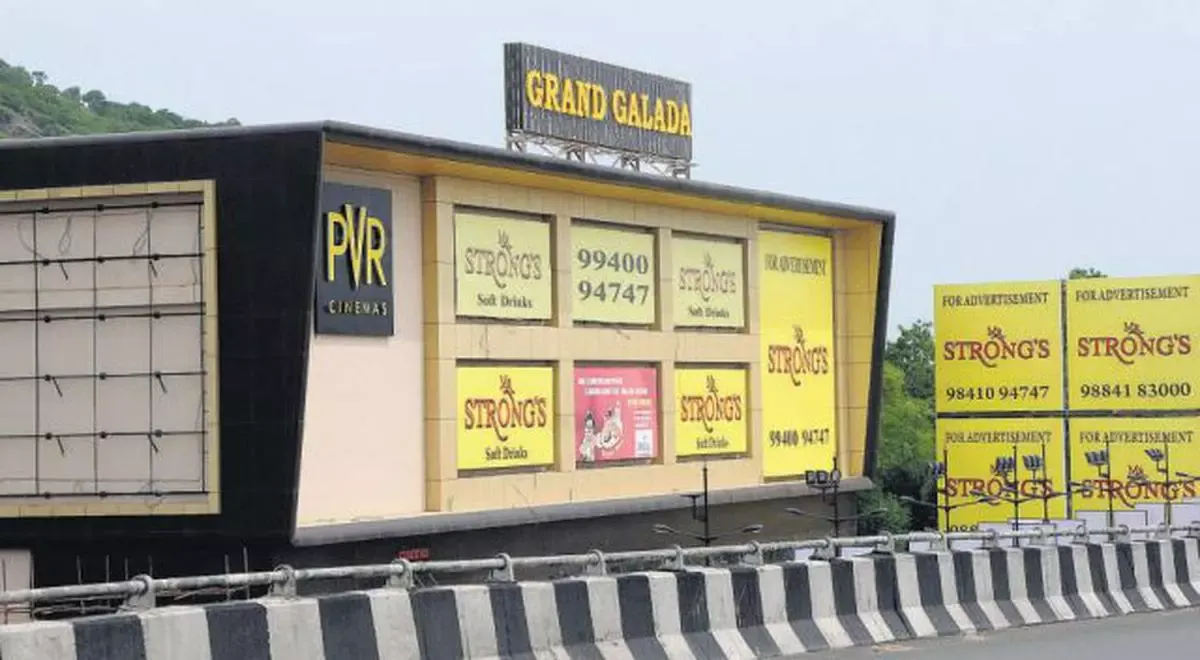 GRAND GALADA
PVR
CINEMAS
STRONG'S
Soft Drinks
99400
94747
STRONG'S
Soft Drinks
FOR ADVERTISEMENT
STRONG'S
99400 94747
STRONG'S
Soft Drinks
STRONG'S
Soft Drinks
FOR ADVERTISEMENT
STRONG'S
98410 94747
FOR ADVERTISEMENT
STRONG'S
98841 83000
FOR ADVERTISEMENT
STRONG'S
FOR ADVERTISEMENT
STRONG'S